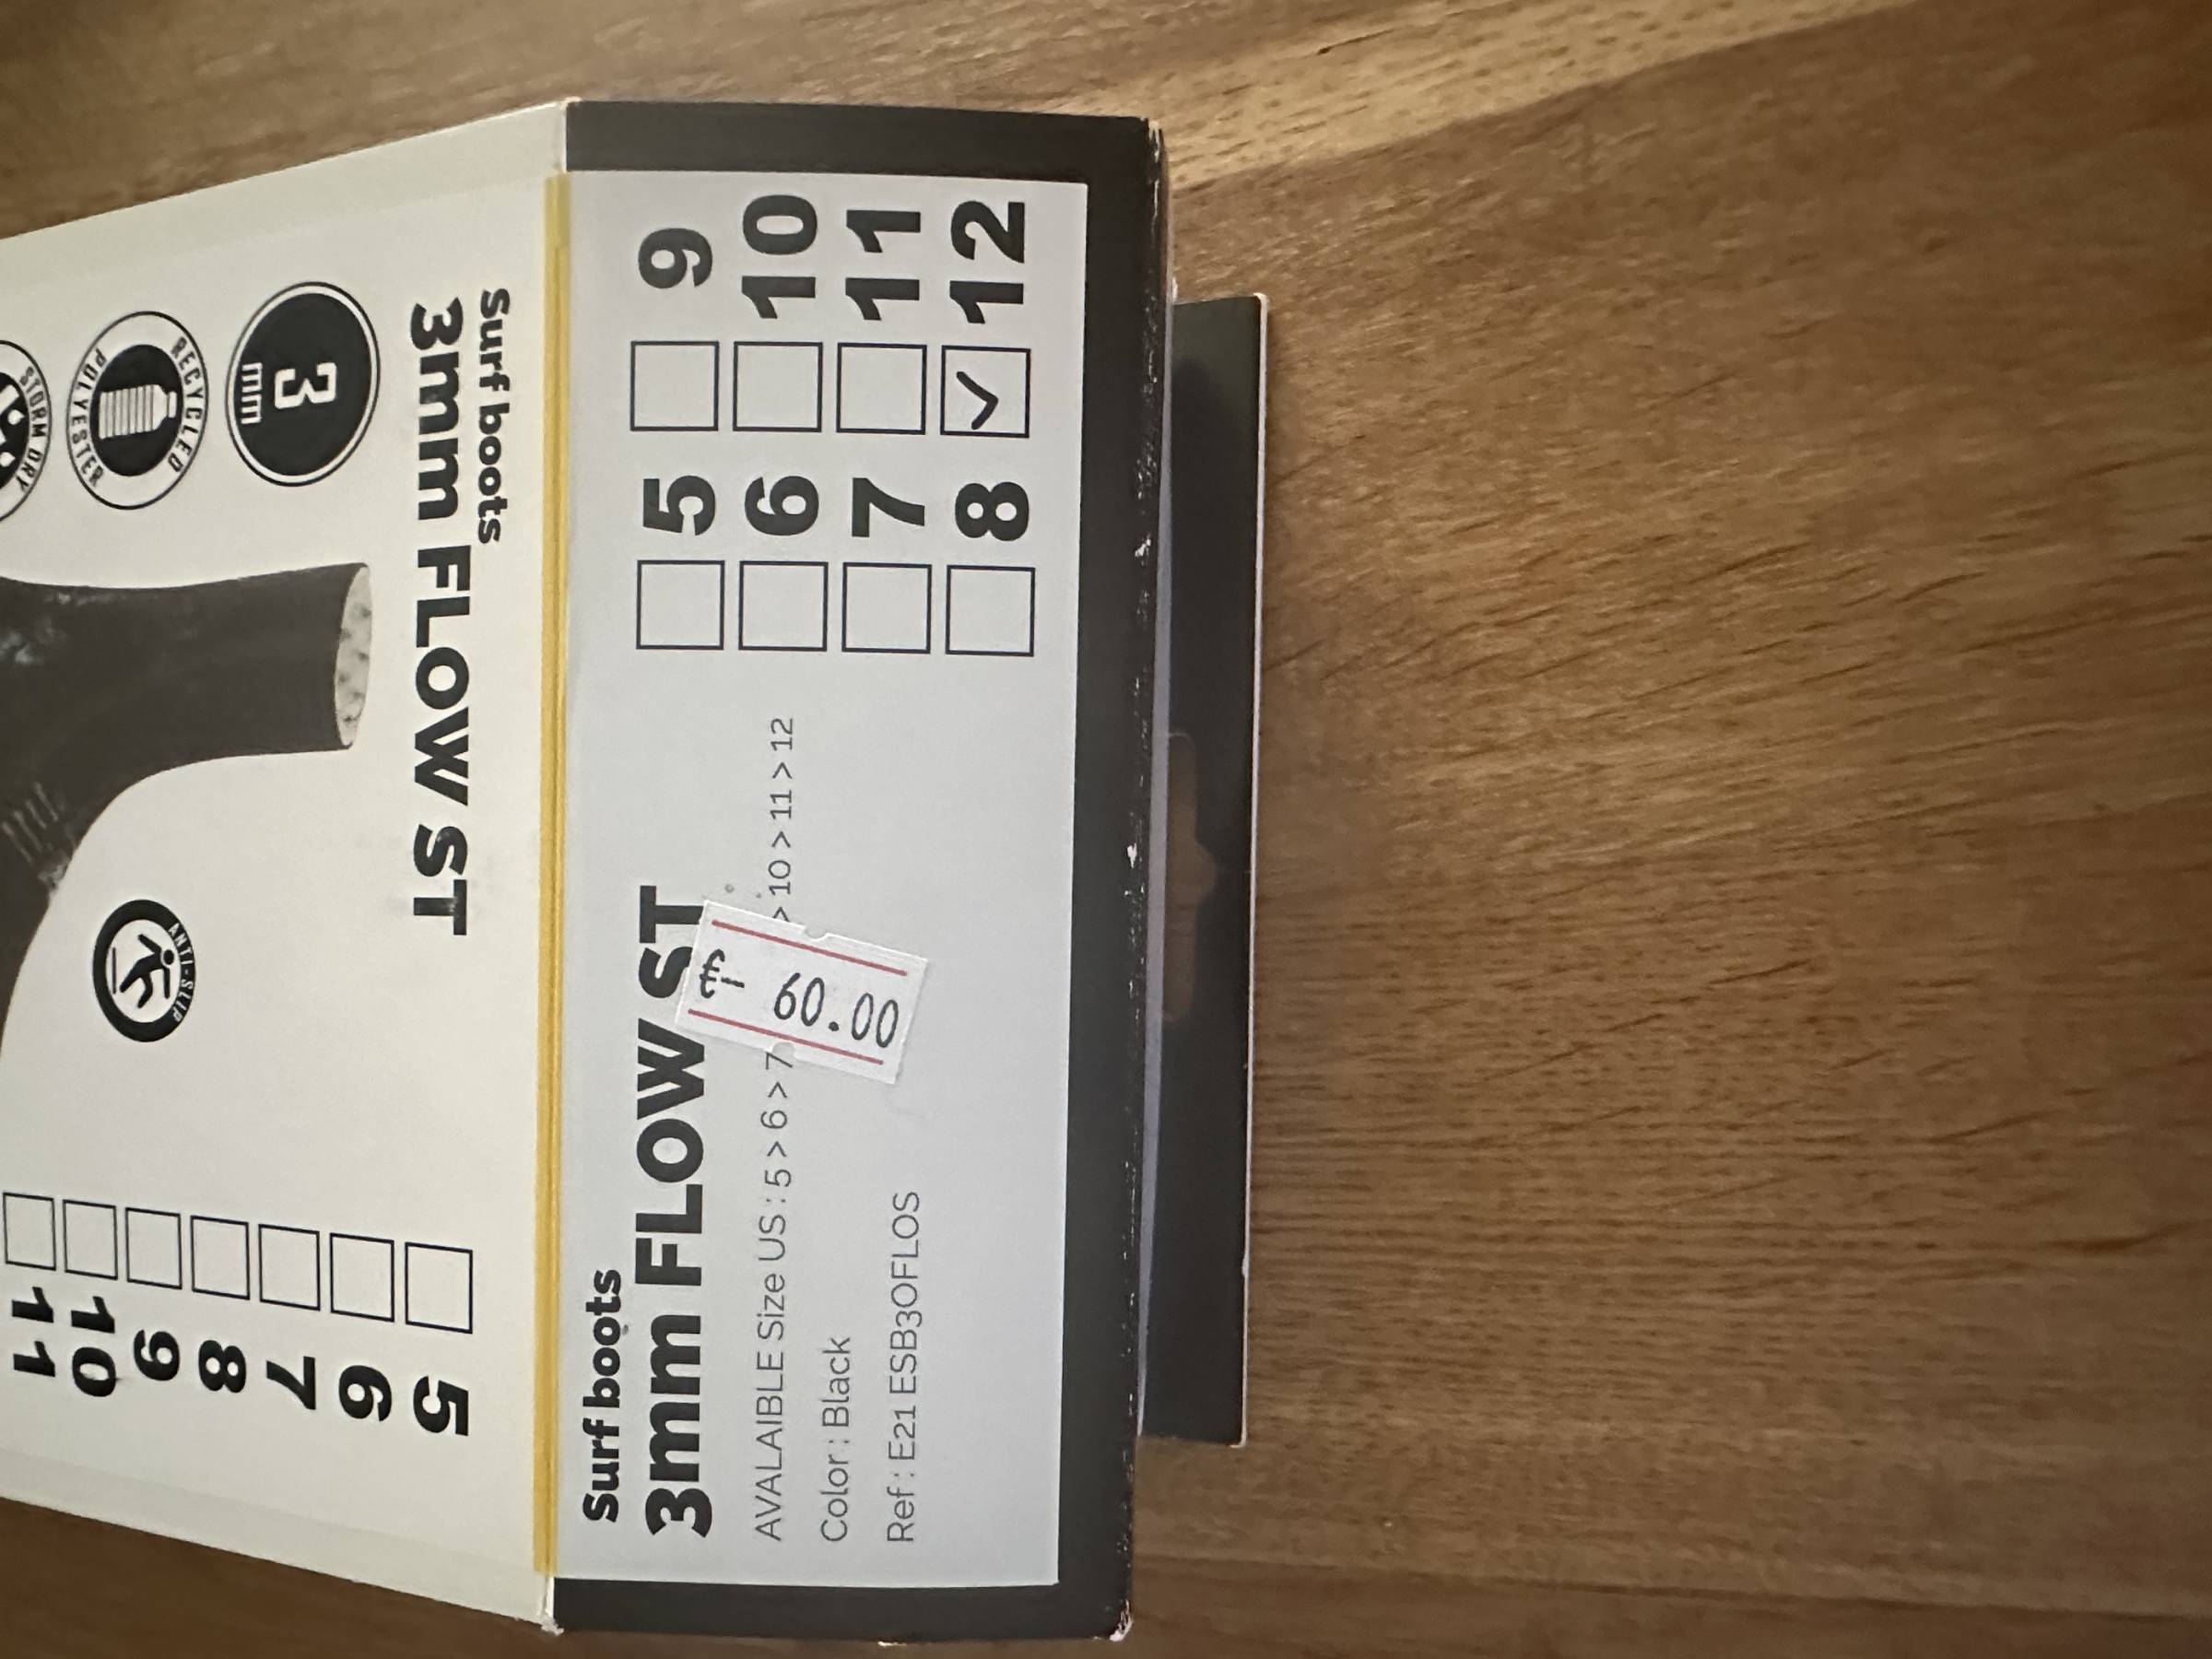 Surf boots
3mm FLOW ST
AVALAIBLE Size US : 5 > 6 > 7 > 10 > 11 > 12
Color : Black
Ref : E21 ESB30FLOS
€- 60.00
5 9
6 10
7 11
8 12
Surf boots
3mm FLOW ST
3
mm
RECYCLED
POLYESTER
STORM DRY
ANTI-SLIP
5
6
7
8
9
10
11